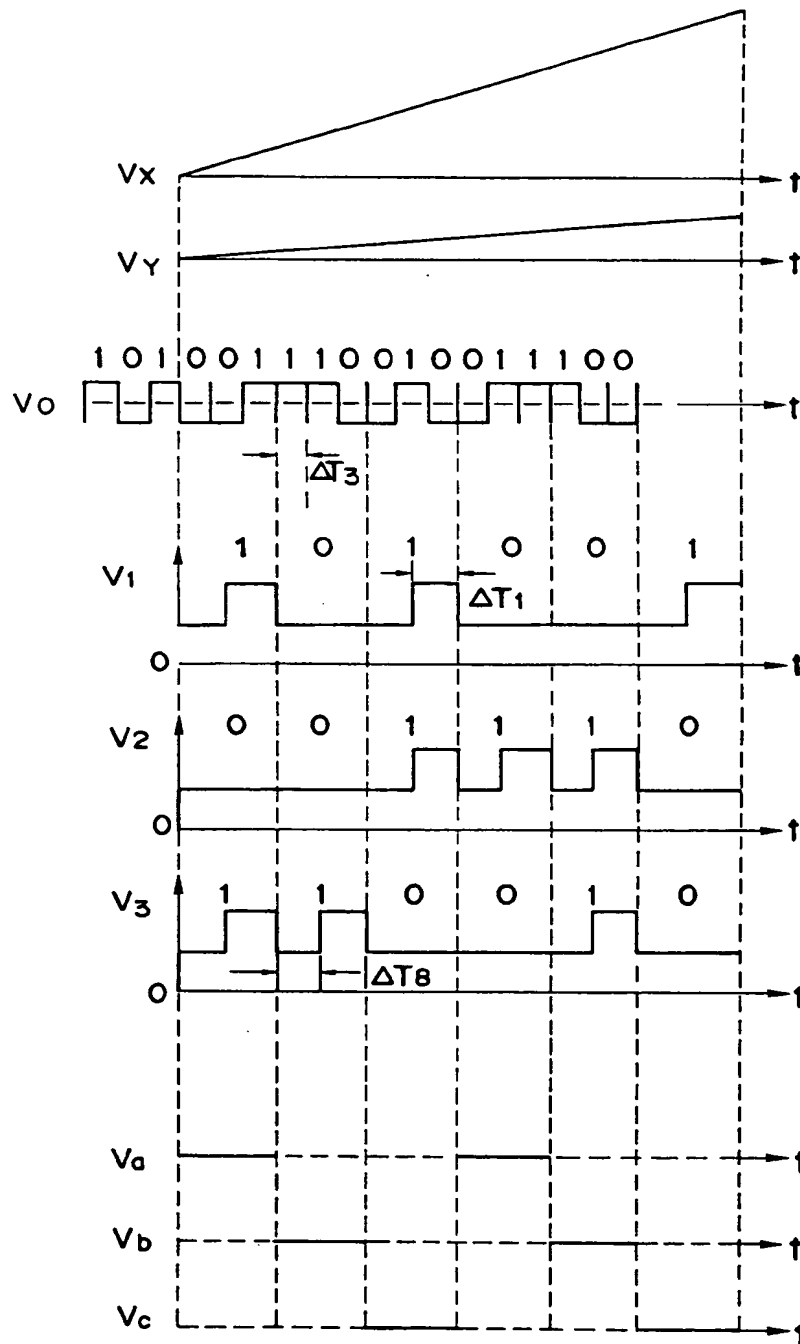 VX t
VY t
1 0 1 0 0 1 1 1 0 0 1 0 0 1 1 1 0 0
VO t
ΔT3
1 0 1 0 0 1
V1
ΔT1
0 t
0 0 1 1 1 0
V2
0 t
1 1 0 0 1 0
V3
ΔT8
0 t
Va t
Vb t
Vc t